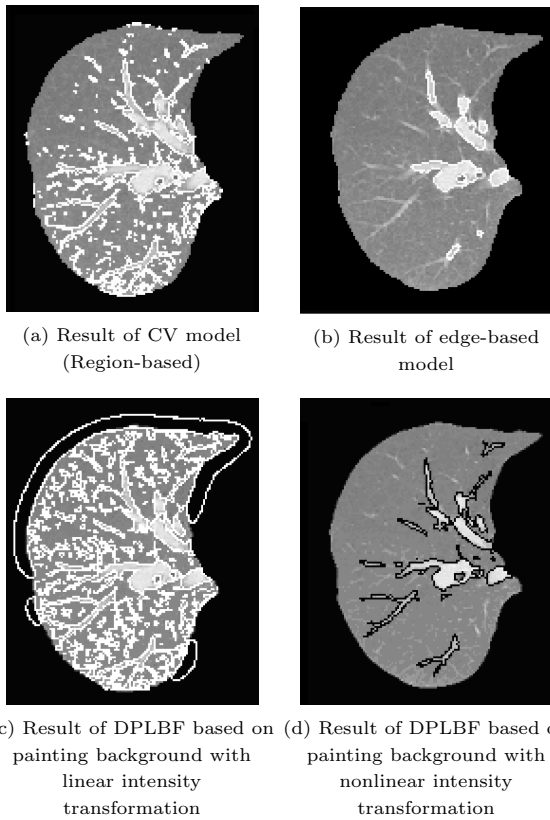 (a) Result of CV model
(Region-based)
(b) Result of edge-based
model
c) Result of DPLBF based on
painting background with
linear intensity
transformation
(d) Result of DPLBF based o
painting background with
nonlinear intensity
transformation